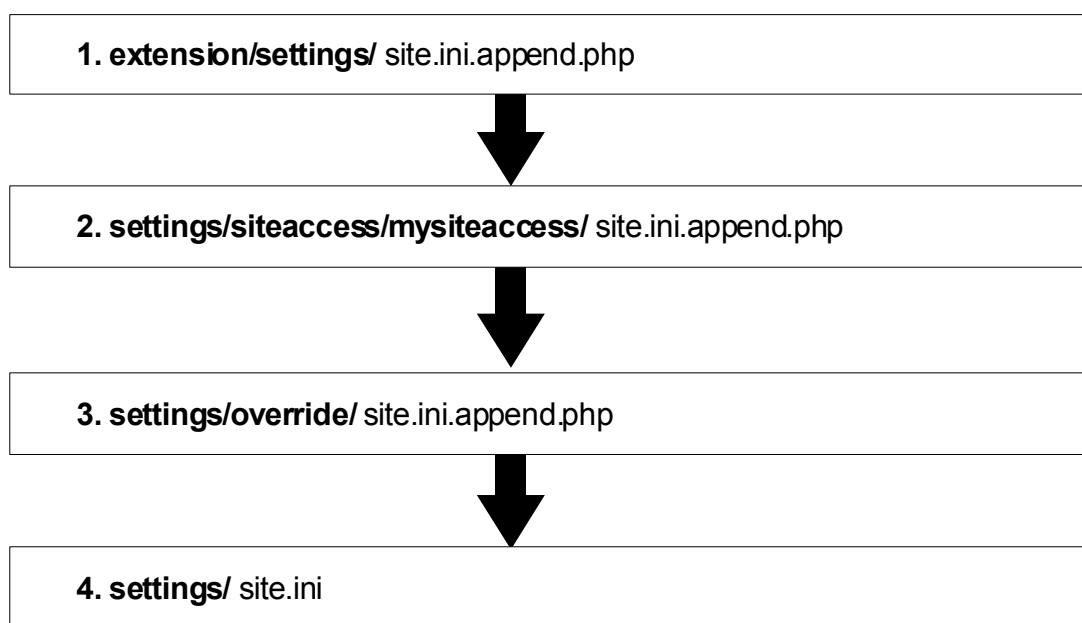 1. extension/settings/ site.ini.append.php
2. settings/siteaccess/mysiteaccess/ site.ini.append.php
3. settings/override/ site.ini.append.php
4. settings/ site.ini